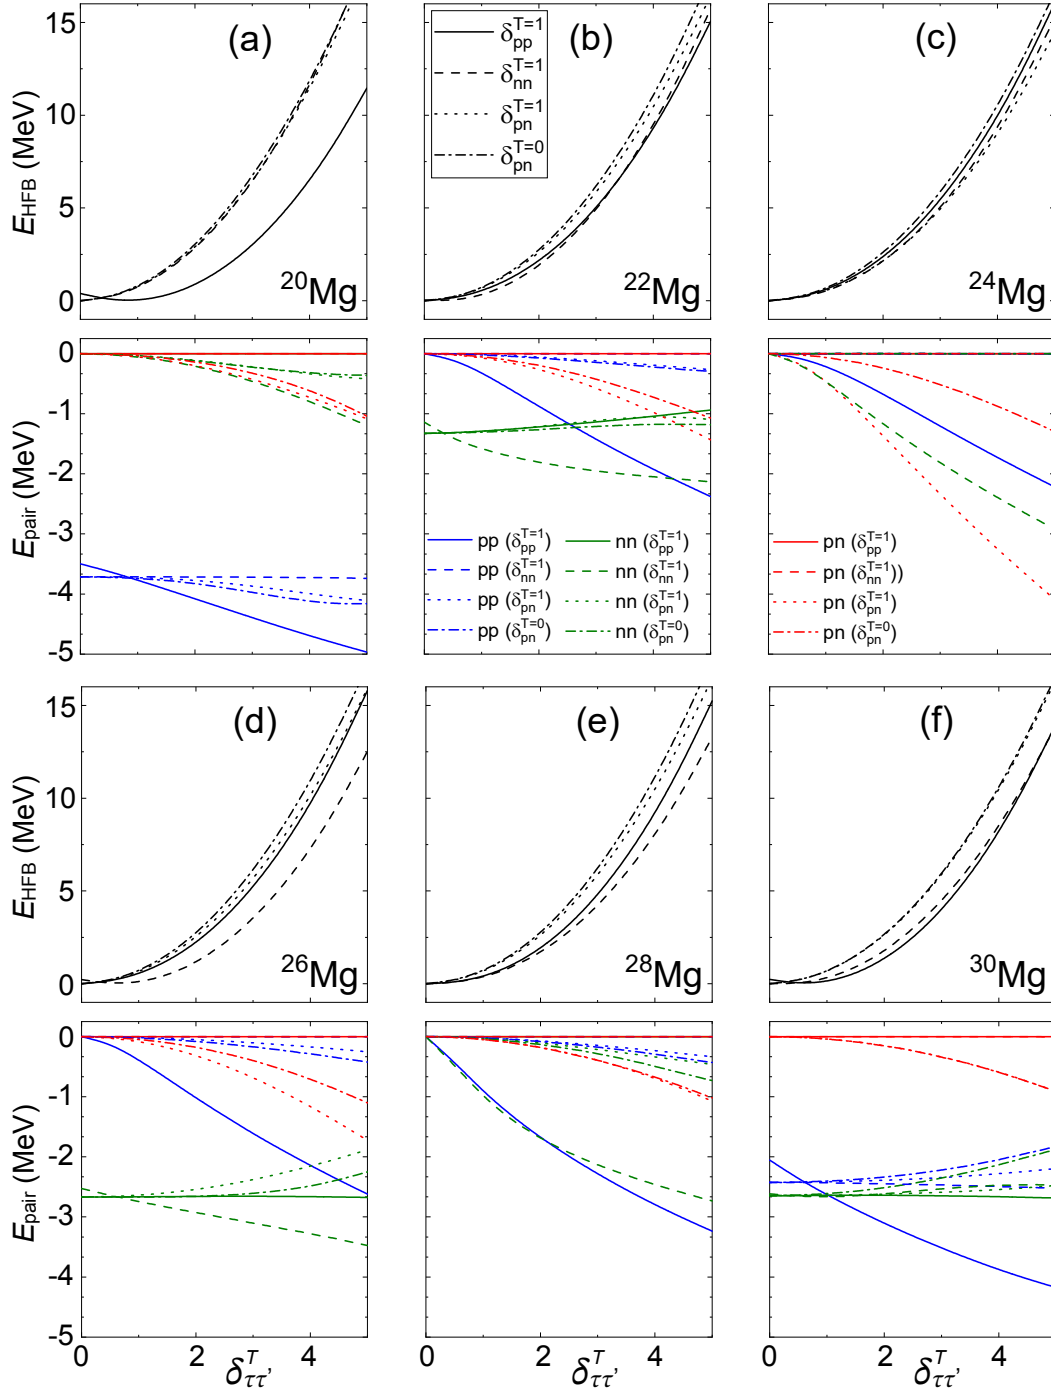 15
10
5
0
E_HFB (MeV)
(a)
²⁰Mg
δ_pp^T=1
δ_nn^T=1
δ_pn^T=1
δ_pn^T=0
(b)
²²Mg
(c)
²⁴Mg
0
-1
-2
-3
-4
-5
E_pair (MeV)
pp (δ_pp^T=1)
pp (δ_nn^T=1)
pp (δ_pn^T=1)
pp (δ_pn^T=0)
nn (δ_pp^T=1)
nn (δ_nn^T=1)
nn (δ_pn^T=1)
nn (δ_pn^T=0)
pn (δ_pp^T=1)
pn (δ_nn^T=1))
pn (δ_pn^T=1)
pn (δ_pn^T=0)
15
10
5
0
E_HFB (MeV)
(d)
²⁶Mg
(e)
²⁸Mg
(f)
³⁰Mg
0
-1
-2
-3
-4
-5
E_pair (MeV)
0 2 4
0 2 4
0 2 4
δ_ττ'^T
δ_ττ'^T
δ_ττ'^T